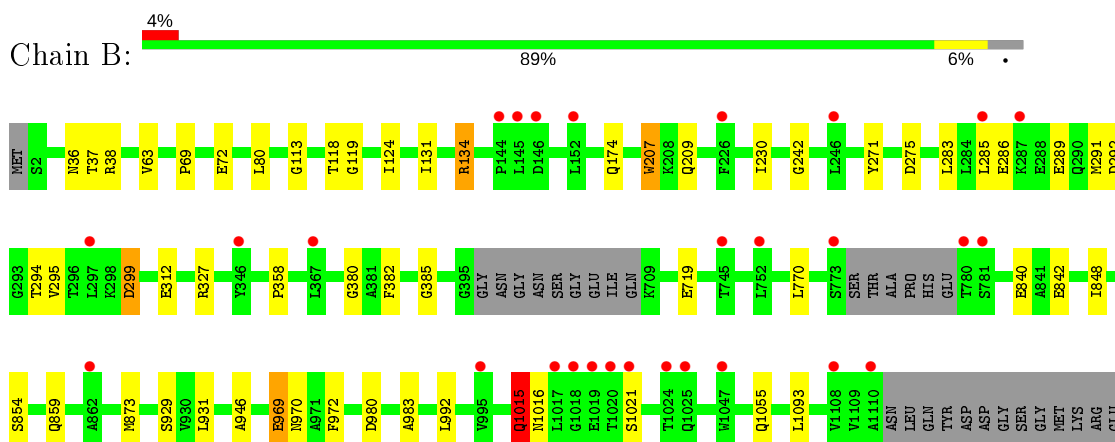 4%
Chain B:
89% 6% •
MET S2 N36 T37 R38 V63 P69 E72 L80 G113 T118 G119 I124 I131 R134 P144 L145 D146 L152 Q174 W207 K208 Q209 F226 I230 G242 L246 Y271 D275 L283 L284 L285 E286 K287 E288 E289 Q290 M291 D292
G293 T294 V295 T296 L297 K298 D299 E312 R327 Y346 P358 L367 G380 A381 F382 G385 G395 GLY ASN GLY ASN SER GLY GLU ILE GLN K709 E719 T745 L752 L770 S773 SER THR ALA PRO HIS GLU T780 S781 E840 A841 E842 I848
S854 Q859 A862 M873 S929 V930 L931 A946 E969 N970 A971 F972 D980 A983 L992 V995 Q1015 N1016 L1017 G1018 E1019 T1020 S1021 T1024 Q1025 W1047 Q1055 L1093 V1108 V1109 A1110 ASN LEU GLN TYR ASP ASP GLY SER GLY MET LYS ARG GLU